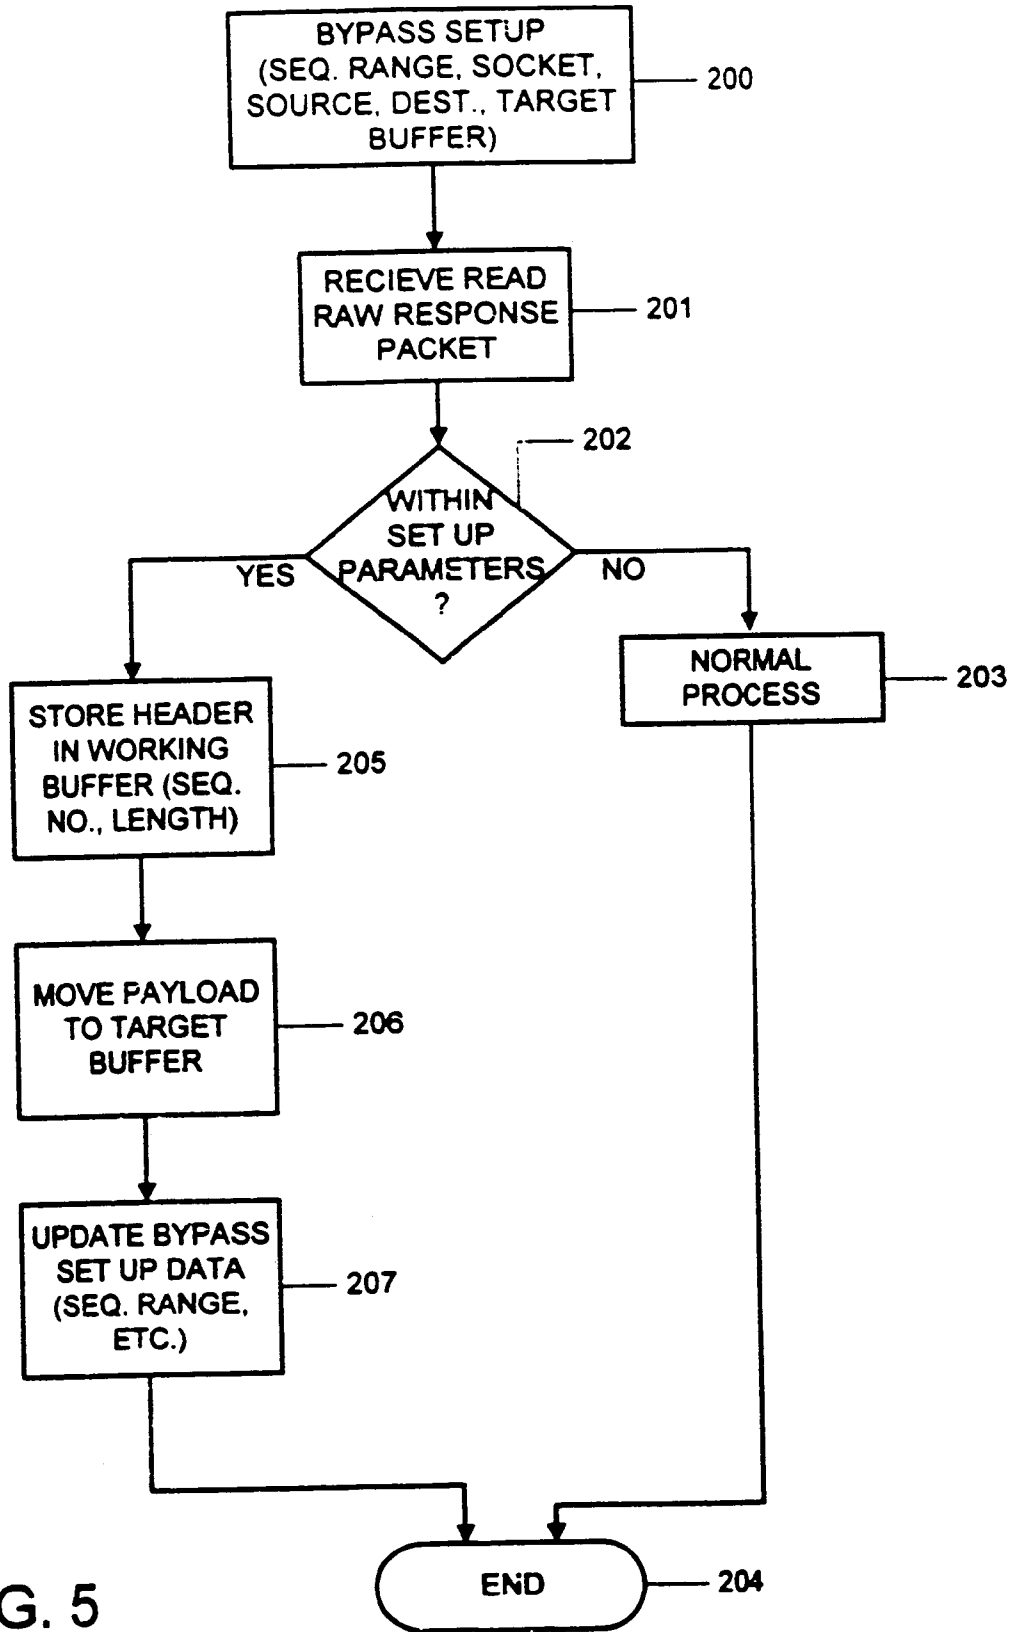 BYPASS SETUP
(SEQ. RANGE, SOCKET,
SOURCE, DEST., TARGET
BUFFER)
200
RECIEVE READ
RAW RESPONSE
PACKET
201
202
WITHIN
SET UP
PARAMETERS
?
YES
NO
NORMAL
PROCESS
203
STORE HEADER
IN WORKING
BUFFER (SEQ.
NO., LENGTH)
205
MOVE PAYLOAD
TO TARGET
BUFFER
206
UPDATE BYPASS
SET UP DATA
(SEQ. RANGE,
ETC.)
207
END
204
G. 5